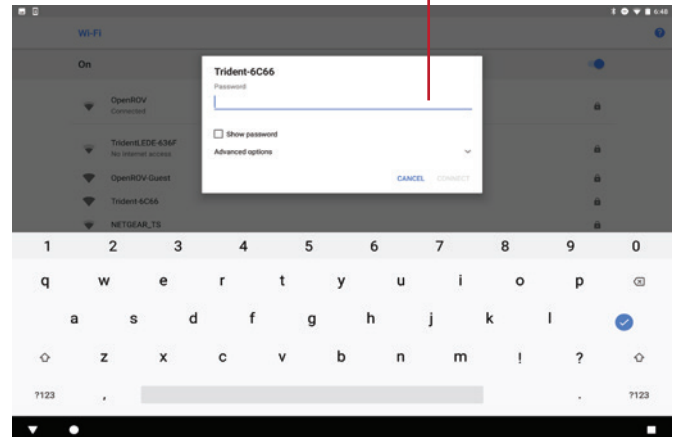 6:48
Wi-Fi
On
Trident-6C66
Password
Show password
Advanced options
CANCEL CONNECT
OpenROV
Connected
TridentLEDE-636F
No internet access
OpenROV-Guest
Trident-6C66
NETGEAR_TS
1 2 3 4 5 6 7 8 9 0
q w e r t y u i o p
a s d f g h j k l
z x c v b n m ! ?
?123 , . ?123